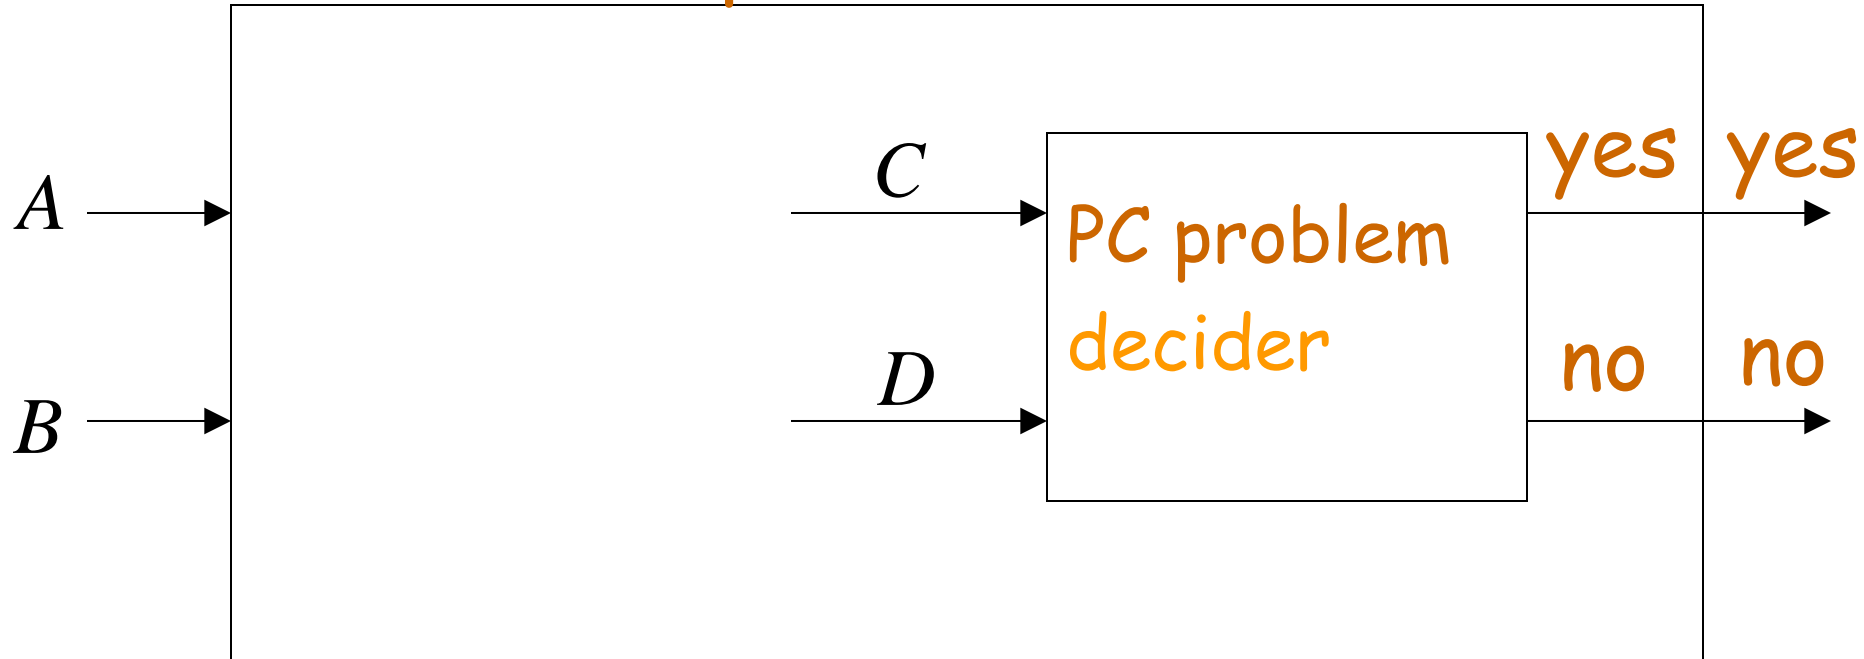 C yes yes
A
PC problem
decider
D no no
B